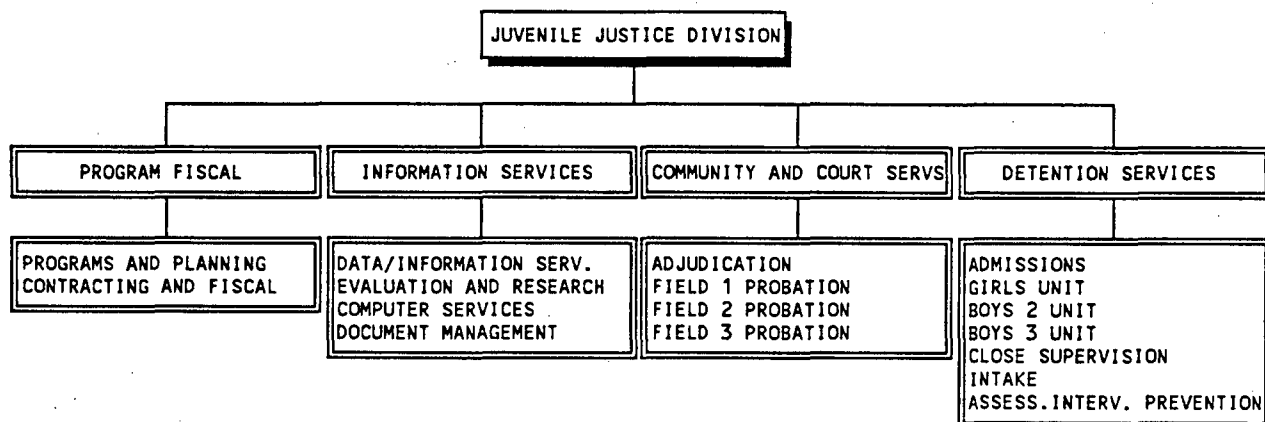 JUVENILE JUSTICE DIVISION
PROGRAM FISCAL
INFORMATION SERVICES
COMMUNITY AND COURT SERVS
DETENTION SERVICES
PROGRAMS AND PLANNING
CONTRACTING AND FISCAL
DATA/INFORMATION SERV.
EVALUATION AND RESEARCH
COMPUTER SERVICES
DOCUMENT MANAGEMENT
ADJUDICATION
FIELD 1 PROBATION
FIELD 2 PROBATION
FIELD 3 PROBATION
ADMISSIONS
GIRLS UNIT
BOYS 2 UNIT
BOYS 3 UNIT
CLOSE SUPERVISION
INTAKE
ASSESS.INTERV. PREVENTION